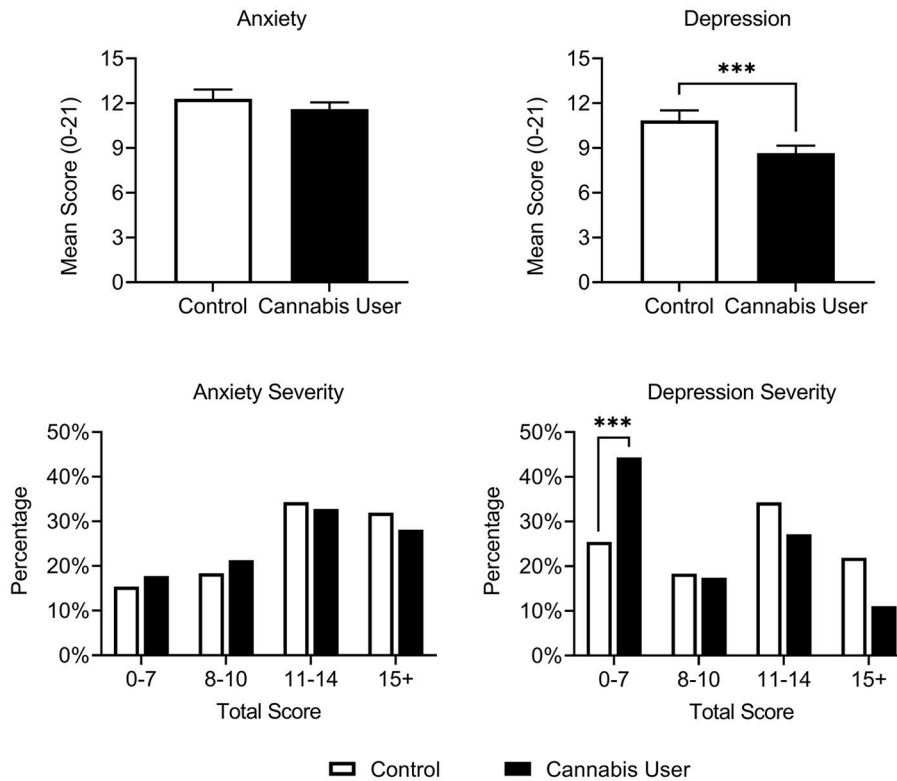 Anxiety
Mean Score (0-21)
15
12
9
6
3
0
Control Cannabis User
Depression
Mean Score (0-21)
15
12
9
6
3
0
***
Control Cannabis User
Anxiety Severity
Percentage
50%
40%
30%
20%
10%
0%
0-7 8-10 11-14 15+
Total Score
Depression Severity
Percentage
50%
40%
30%
20%
10%
0%
***
0-7 8-10 11-14 15+
Total Score
Control Cannabis User